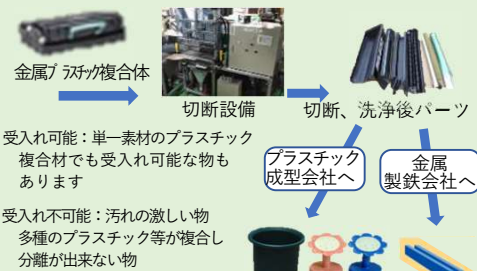 金属プラスチック複合体
切断設備
切断、洗浄後パーツ
受入れ可能：単一素材のプラスチック
複合材でも受入れ可能な物も
あります
プラスチック
成型会社へ
金属
製鉄会社へ
受入れ不可能：汚れの激しい物
多種のプラスチック等が複合し
分離が出来ない物